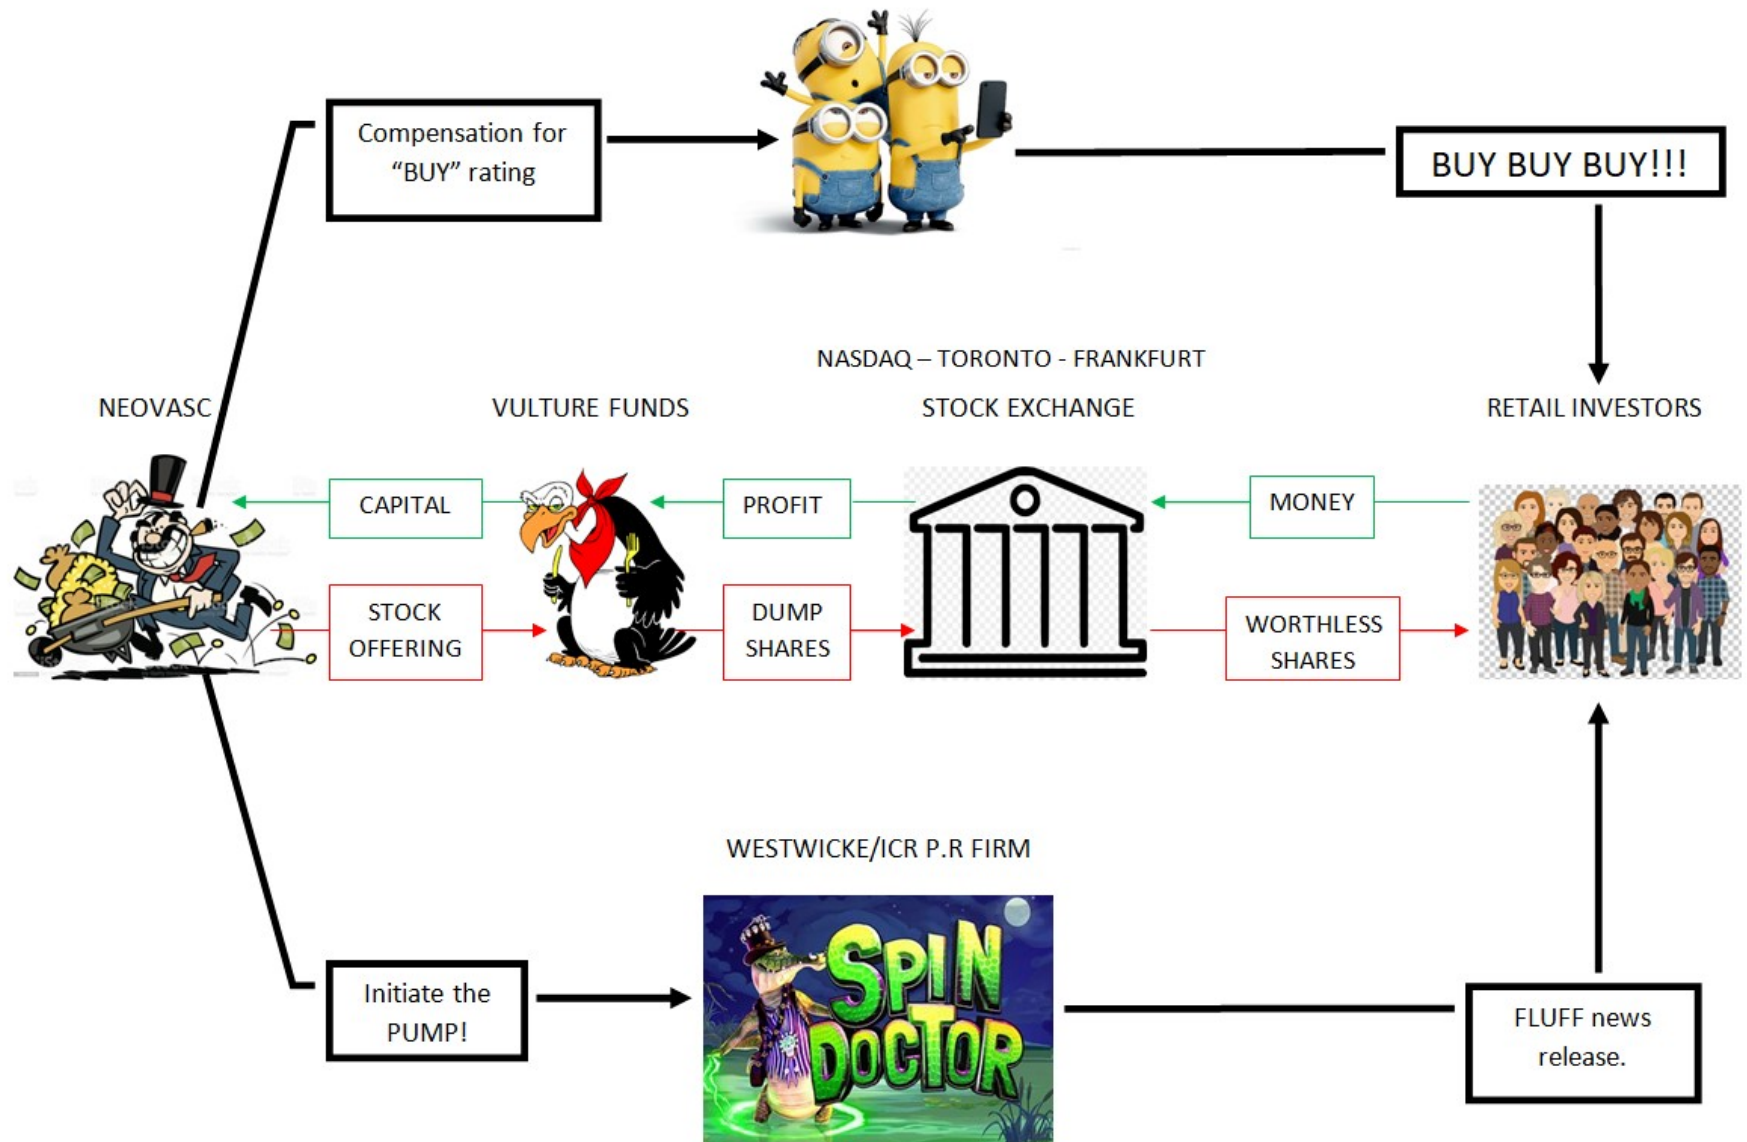 Compensation for
“BUY” rating
BUY BUY BUY!!!
NASDAQ – TORONTO - FRANKFURT
NEOVASC
VULTURE FUNDS
STOCK EXCHANGE
RETAIL INVESTORS
CAPITAL
PROFIT
MONEY
STOCK
OFFERING
DUMP
SHARES
WORTHLESS
SHARES
WESTWICKE/ICR P.R FIRM
SPIN
DOCTOR
Initiate the
PUMP!
FLUFF news
release.